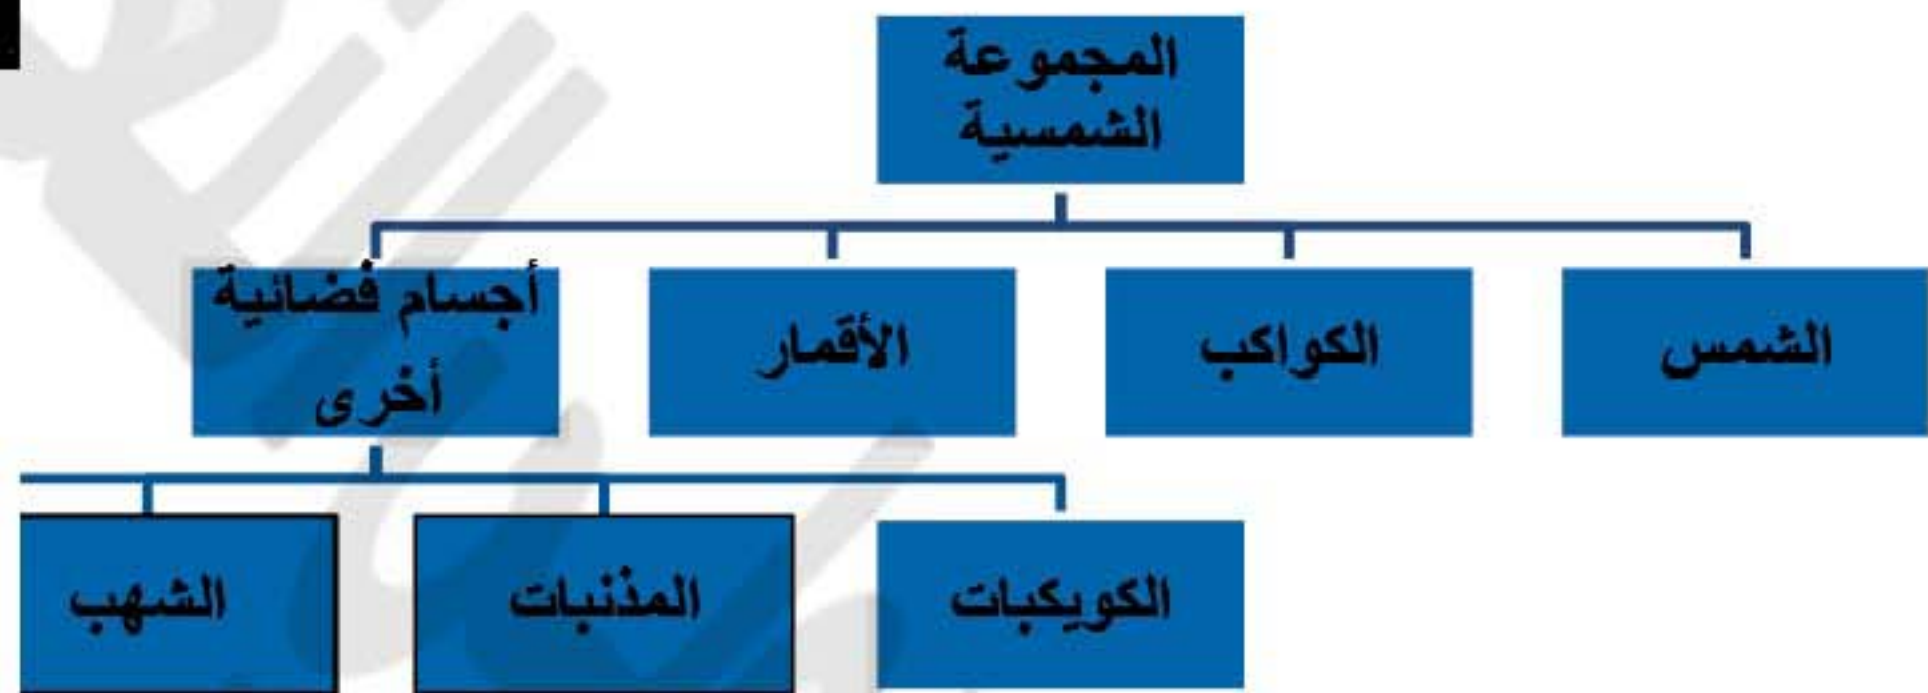 المجموعة
الشمسية
الشمس
الكواكب
الأقمار
أجسام فضائية
أخرى
الكويكبات
المذنبات
الشهب